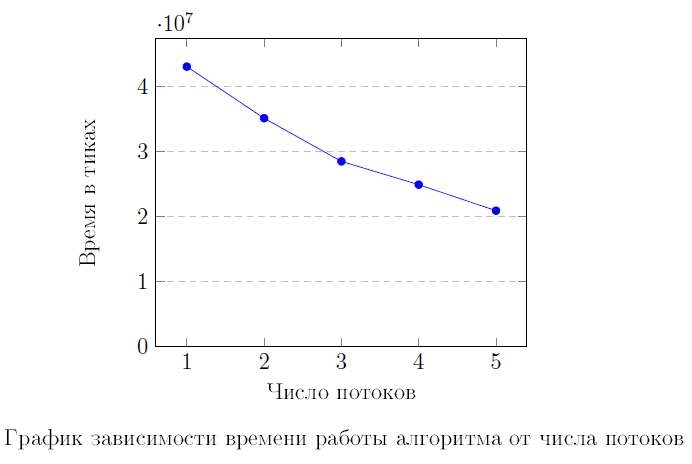 ·10⁷
4
3
2
1
0
Время в тиках
1 2 3 4 5
Число потоков
График зависимости времени работы алгоритма от числа потоков